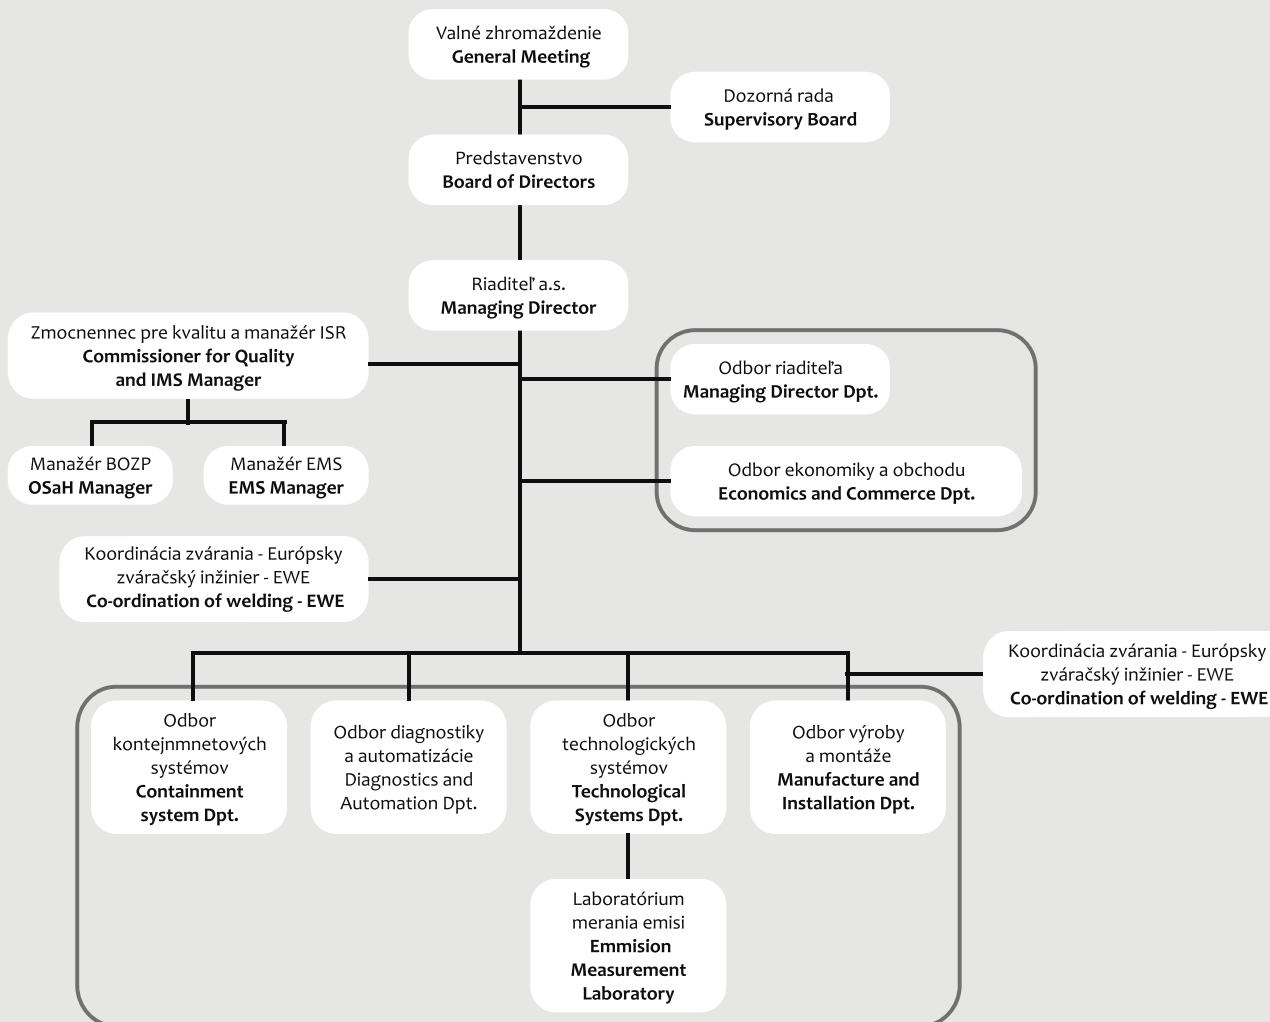 Valné zhromaždenie
General Meeting
Dozorná rada
Supervisory Board
Predstavenstvo
Board of Directors
Riaditeľ a.s.
Managing Director
Zmocnennec pre kvalitu a manažér ISR
Commissioner for Quality
and IMS Manager
Odbor riaditeľa
Managing Director Dpt.
Manažér BOZP
OSaH Manager
Manažér EMS
EMS Manager
Odbor ekonomiky a obchodu
Economics and Commerce Dpt.
Koordinácia zvárania - Európsky
zváračský inžinier - EWE
Co-ordination of welding - EWE
Koordinácia zvárania - Európsky
zváračský inžinier - EWE
Co-ordination of welding - EWE
Odbor
kontejnmnetových
systémov
Containment
system Dpt.
Odbor diagnostiky
a automatizácie
Diagnostics and
Automation Dpt.
Odbor
technologických
systémov
Technological
Systems Dpt.
Odbor výroby
a montáže
Manufacture and
Installation Dpt.
Laboratórium
merania emisi
Emmision
Measurement
Laboratory